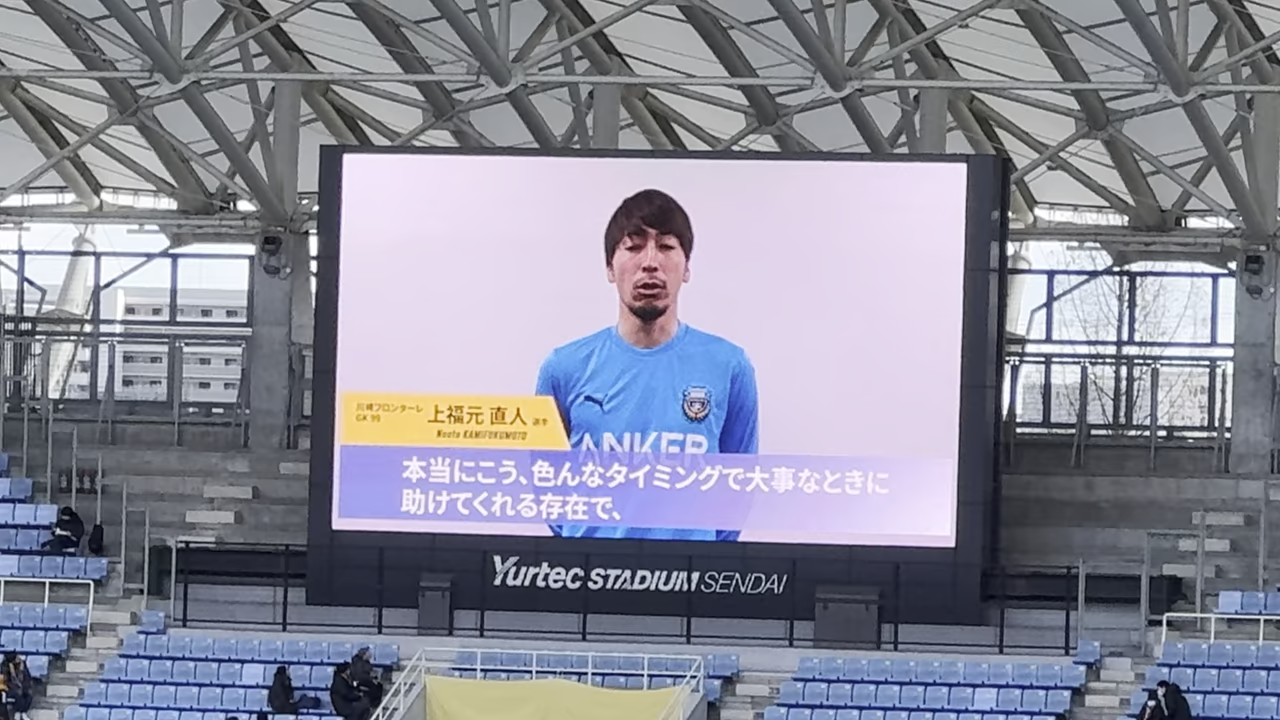 川崎フロンターレ
GK 99
上福元 直人 選手
Naoto KAMIFUKUMOTO
ANKER
本当にこう、色んなタイミングで大事なときに
助けてくれる存在で、
Yurtec STADIUM SENDAI